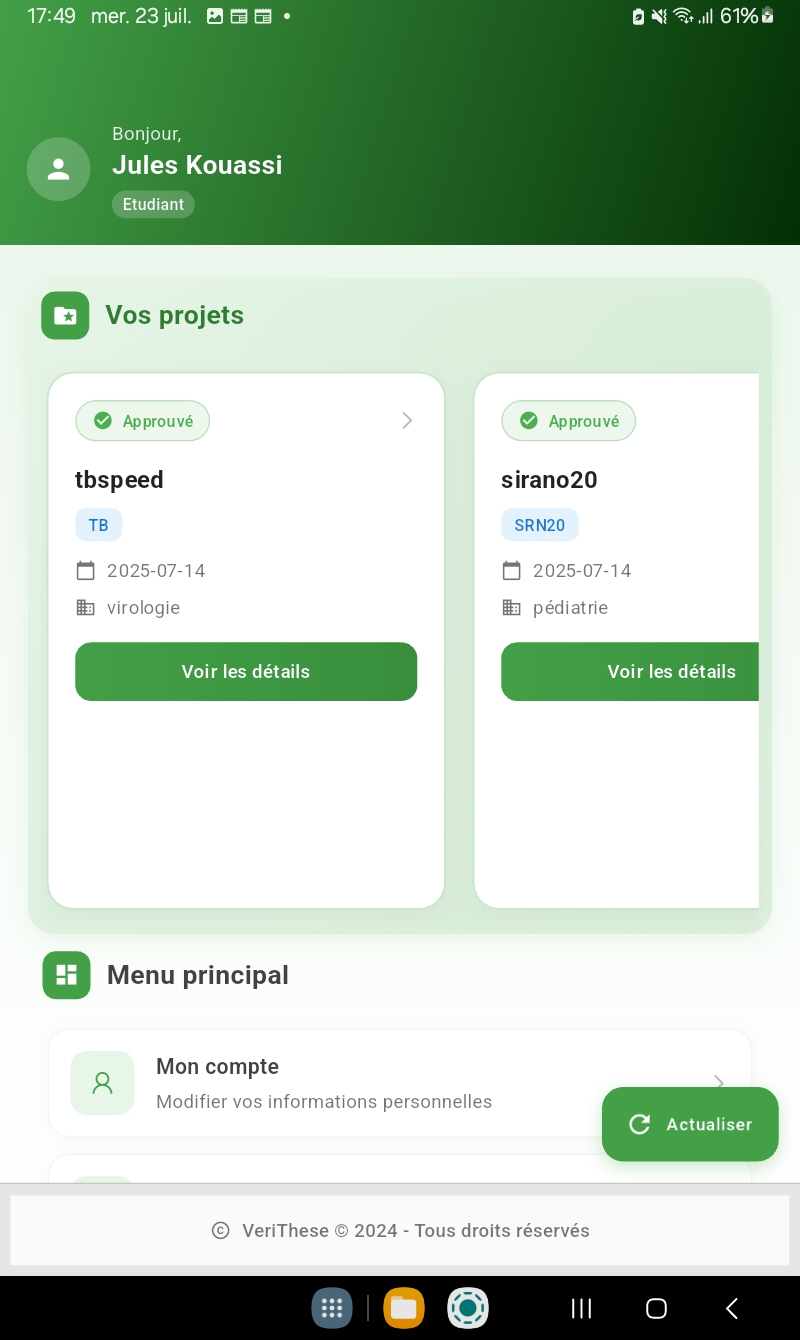 17:49 mer. 23 juil. 61%
Bonjour,
Jules Kouassi
Etudiant
Vos projets
Approuvé
tbspeed
TB
2025-07-14
virologie
Voir les détails
Approuvé
sirano20
SRN20
2025-07-14
pédiatrie
Voir les détails
Menu principal
Mon compte
Modifier vos informations personnelles
Actualiser
© VeriThese © 2024 - Tous droits réservés